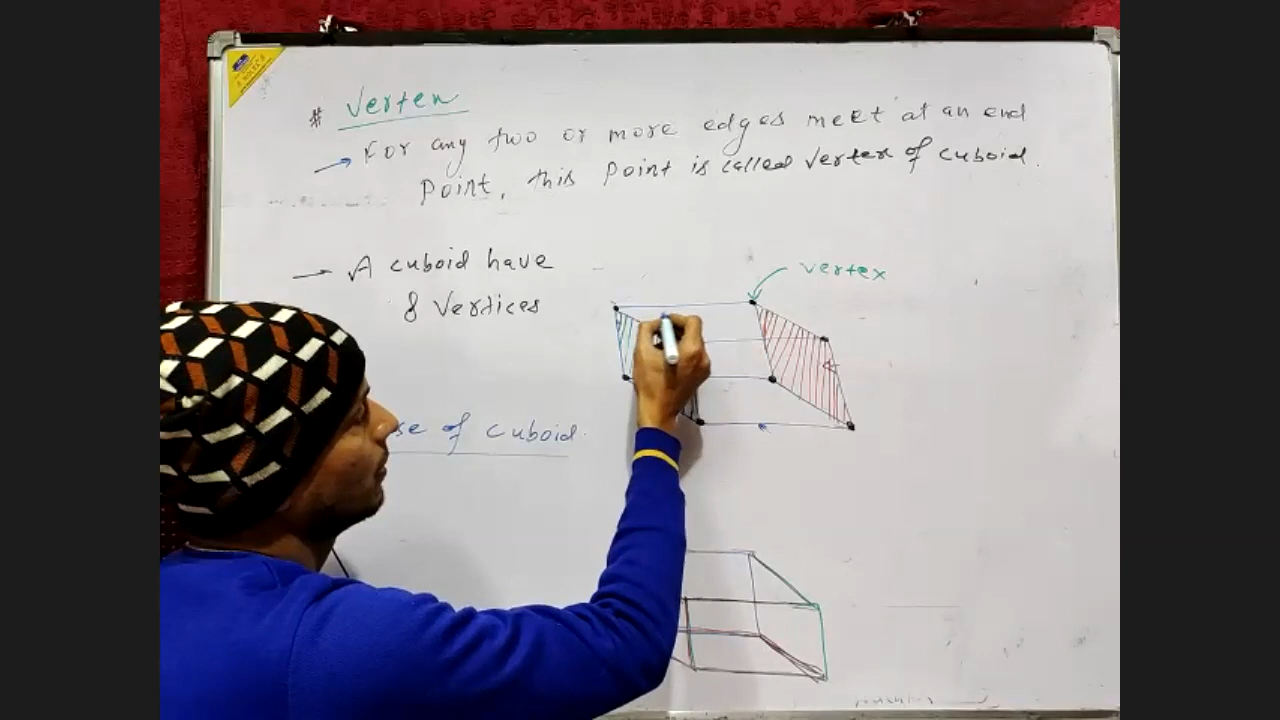 # Vertex
For any two or more edges meet at an end
Point, this Point is called vertex of cuboid.
A cuboid have
8 Vertices
vertex
se of cuboid.